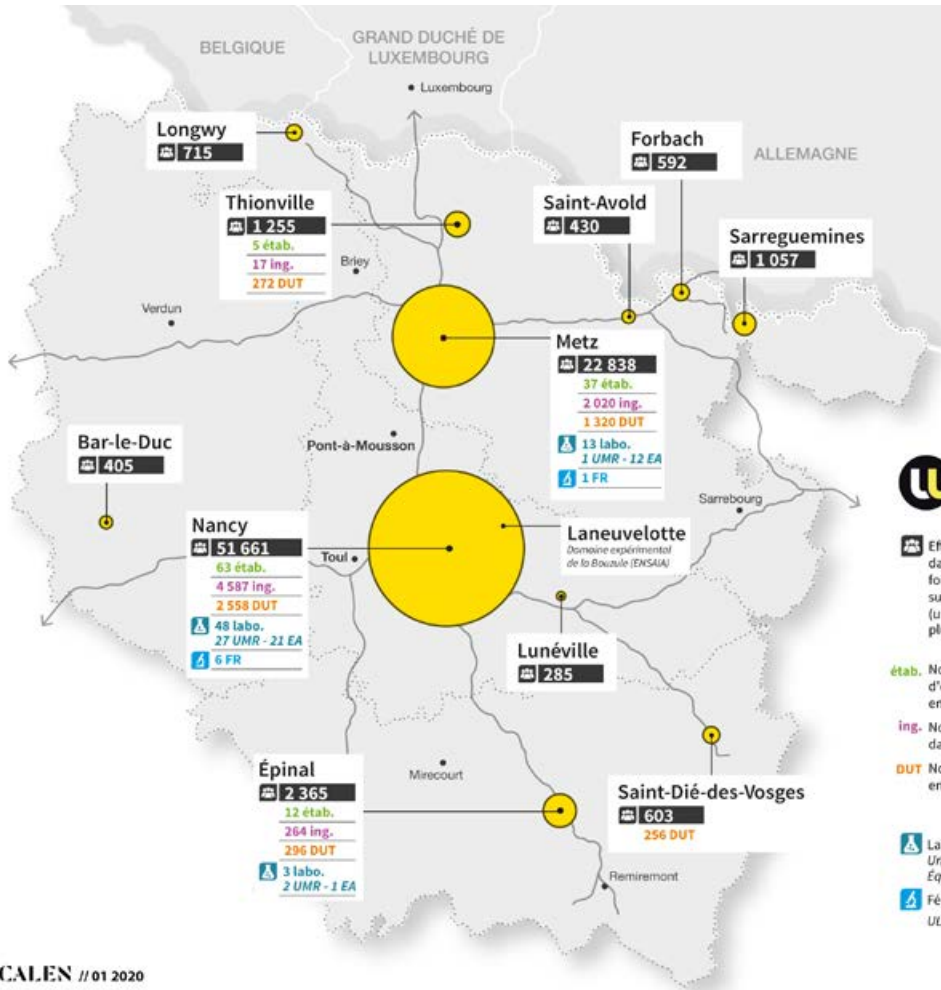 BELGIQUE
GRAND DUCHÉ DE
LUXEMBOURG
Luxembourg
ALLEMAGNE
Longwy
715
Forbach
592
Thionville
1 255
5 étab.
17 ing.
272 DUT
Saint-Avold
430
Sarreguemines
1 057
Briey
Verdun
Metz
22 838
37 étab.
2 020 ing.
1 320 DUT
13 labo.
1 UMR - 12 EA
1 FR
Bar-le-Duc
405
Pont-à-Mousson
Sarrebourg
Nancy
51 661
63 étab.
4 587 ing.
2 558 DUT
48 labo.
27 UMR - 21 EA
6 FR
Toul
Laneuvelotte
Domaine expérimental
de la Bouzule (ENSAIA)
Lunéville
285
Épinal
2 365
12 étab.
264 ing.
296 DUT
3 labo.
2 UMR - 1 EA
Mirecourt
Saint-Dié-des-Vosges
603
256 DUT
Remiremont
étab.
ing.
DUT
CALEN // 01 2020